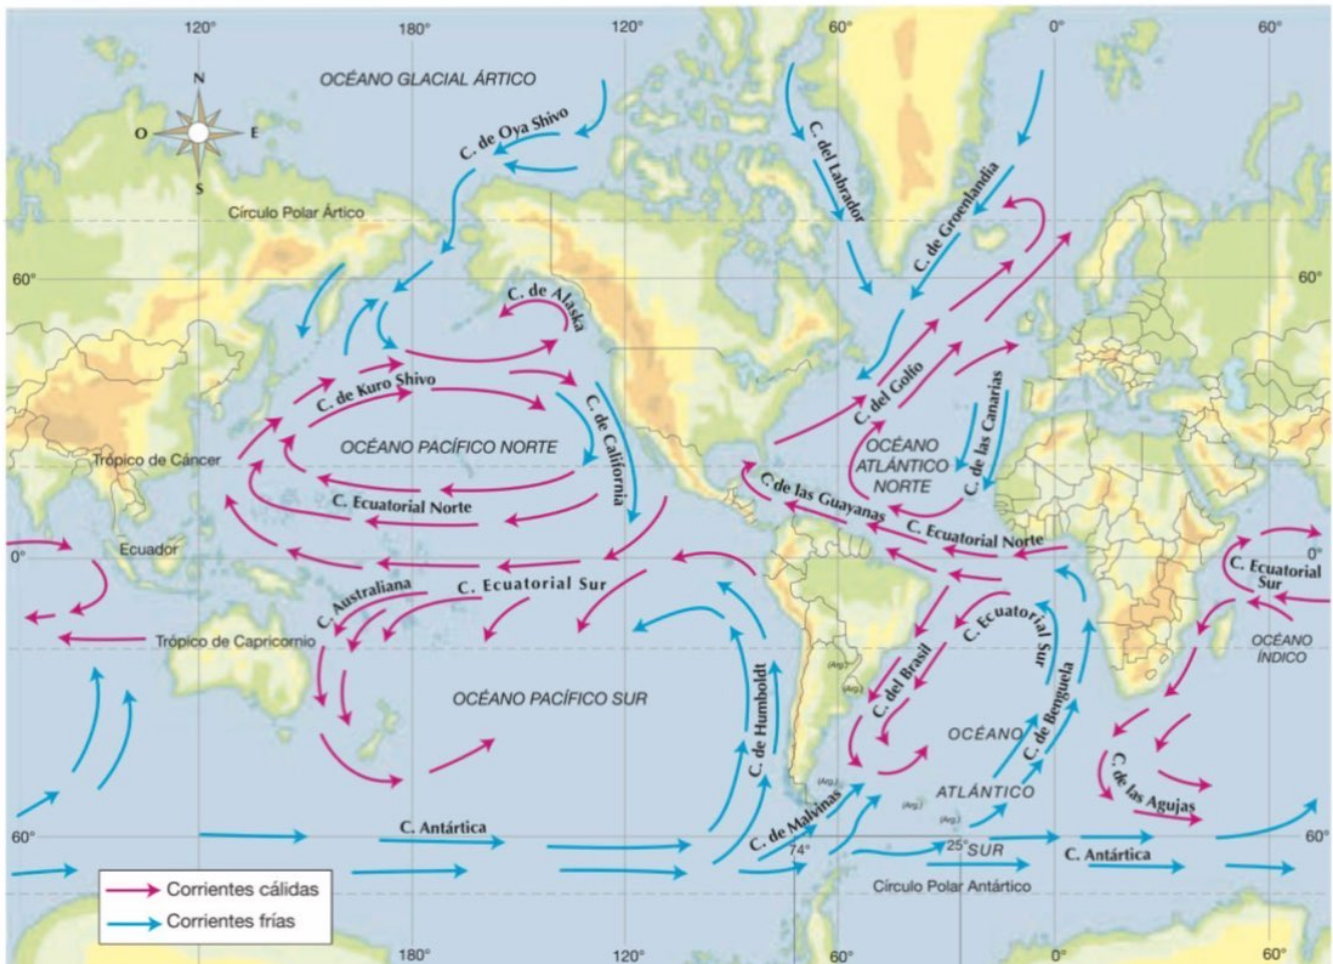 120°
180°
120°
60°
0°
60°
N
O
E
S
OCÉANO GLACIAL ÁRTICO
C. de Oya Shivo
C. del Labrador
C. de Groenlandia
Círculo Polar Ártico
60°
60°
C. de Alaska
C. de Kuro Shivo
C. de California
C. del Golfo
C. de las Canarias
OCÉANO PACÍFICO NORTE
OCÉANO
ATLÁNTICO
NORTE
Trópico de Cáncer
C. Ecuatorial Norte
C. de las Guayanas
C. Ecuatorial Norte
0°
Ecuador
0°
C. Ecuatorial
Sur
C. Australiana
C. Ecuatorial Sur
C. Ecuatorial Sur
Trópico de Capricornio
OCÉANO
ÍNDICO
(Arg.)
(Arg.)
C. del Brasil
C. de Humboldt
C. de Benguela
OCÉANO PACÍFICO SUR
OCÉANO
ATLÁNTICO
SUR
C. de las Agujas
(Arg.)
(Arg.)
(Arg.)
C. de Malvinas
60°
C. Antártica
74°
25°
C. Antártica
60°
Círculo Polar Antártico
Corrientes cálidas
Corrientes frías
180°
120°
60°
0°
60°